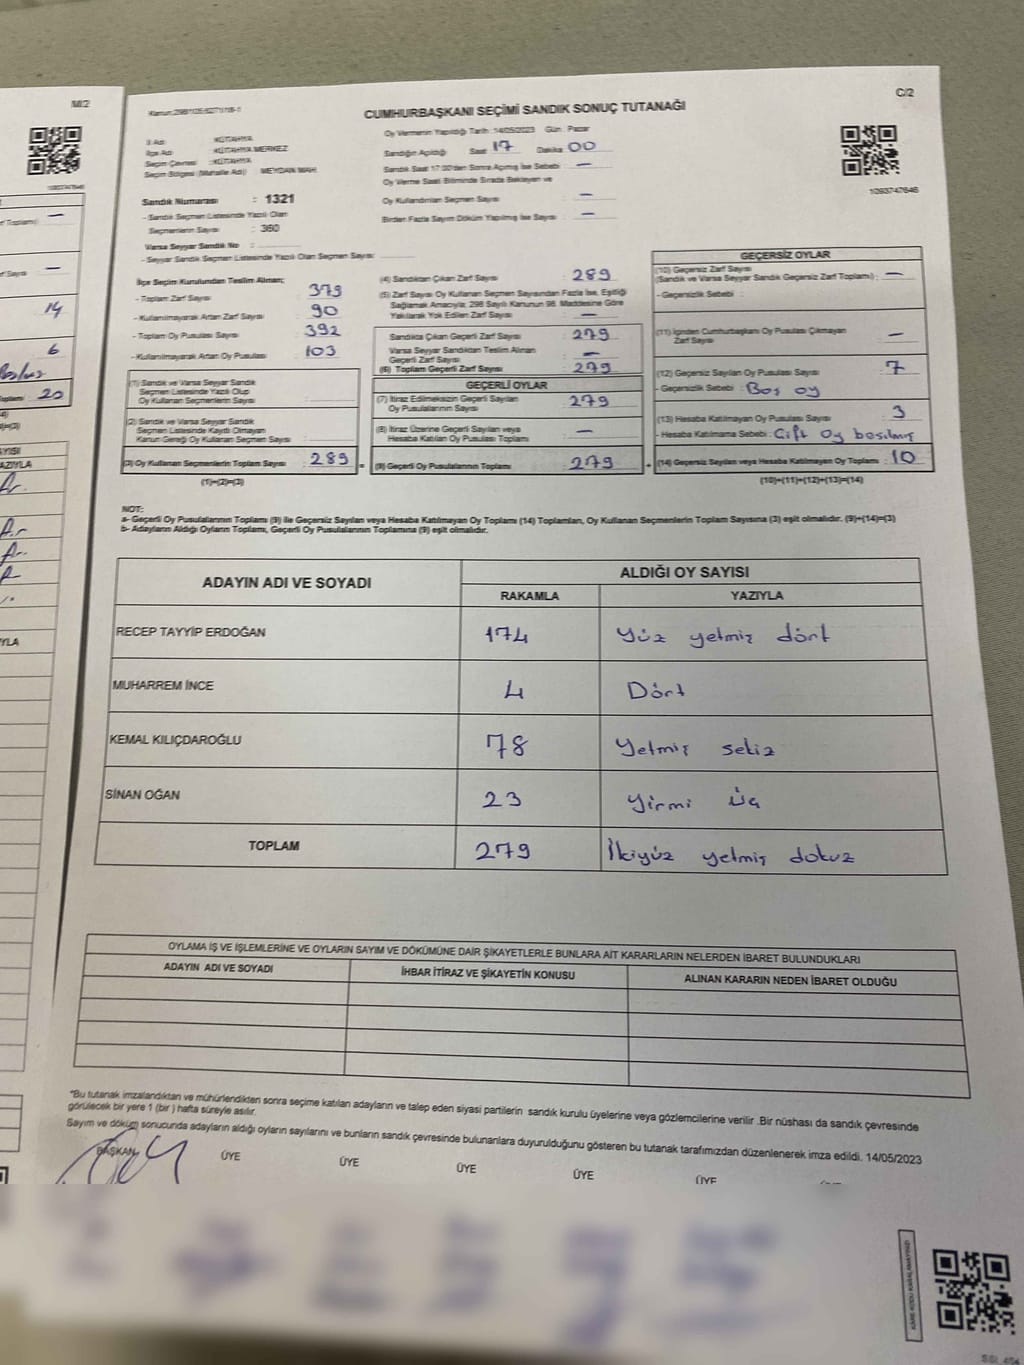 M/2
C/2
CUMHURBAŞKANI SEÇİMİ SANDIK SONUÇ TUTANAĞI
Oy Vermenin Yapıldığı Tarih :14/05/2023 Gün : Pazar
İl Adı : KÜTAHYA
İlçe Adı : KÜTAHYA MERKEZ
Seçim Çevresi : KÜTAHYA
Seçim Bölgesi (Mahalle Adı) : MEYDAN MAH.
Sandığın Açıldığı Saat 17 Dakika 00
Sandık Saat 17:00'den Sonra Açılmış İse Sebebi : —
Oy Verme Saati Bitiminde Sırada Bekleyen ve
Oy Kullandıran Sayısı : —
Birden Fazla Sayım Döküm Yapılmış İse Sayısı : —
1093747646
Sandık Numarası : 1321
- Sandık Seçmen Listesinde Yazılı Olan
Seçmenlerin Sayısı : 360
Varsa Seyyar Sandık No :
- Seyyar Sandık Seçmen Listesinde Yazılı Olan Seçmen Sayısı:
İlçe Seçim Kurulundan Teslim Alınan;
- Toplam Zarf Sayısı : 379
- Kullanılmayarak Artan Zarf Sayısı : 90
- Toplam Oy Pusulası Sayısı : 392
- Kullanılmayarak Artan Oy Pusulası : 103
(1) Sandık ve Varsa Seyyar Sandık
Seçmen Listesinde Yazılı Olup
Oy Kullanan Seçmenlerin Sayısı :
(2) Sandık ve Varsa Seyyar Sandık
Seçmen Listesinde Kayıtlı Olmayan
Kanun Gereği Oy Kullanan Seçmen Sayısı :
(3) Oy Kullanan Seçmenlerin Toplam Sayısı : 289
(1)+(2)=(3)
(4) Sandıktan Çıkan Zarf Sayısı : 289
(5) Zarf Sayısı Oy Kullanan Seçmen Sayısından Fazla İse, Eşitliği
Sağlamak Amacıyla; 298 Sayılı Kanunun 98. Maddesine Göre
Yakılarak Yok Edilen Zarf Sayısı : —
Sandıkta Çıkan Geçerli Zarf Sayısı : 279
Varsa Seyyar Sandıktan Teslim Alınan
Geçerli Zarf Sayısı : —
(6) Toplam Geçerli Zarf Sayısı : 279
GEÇERLİ OYLAR
(7) İtiraz Edilmeksizin Geçerli Sayılan
Oy Pusulalarının Sayısı : 279
(8) İtiraz Üzerine Geçerli Sayılan veya
Hesaba Katılan Oy Pusulası Toplamı : —
(9) Geçerli Oy Pusulalarının Toplamı : 279
GEÇERSİZ OYLAR
(10) Geçersiz Zarf Sayısı
(Sandık ve Varsa Seyyar Sandık Geçersiz Zarf Toplamı) : —
- Geçersizlik Sebebi :
(11) İçinden Cumhurbaşkanı Oy Pusulası Çıkmayan
Zarf Sayısı : —
(12) Geçersiz Sayılan Oy Pusulası Sayısı : 7
- Geçersizlik Sebebi : Boş oy
(13) Hesaba Katılmayan Oy Pusulası Sayısı : 3
- Hesaba Katılmama Sebebi : Çift oy basılmış
(14) Geçersiz Sayılan veya Hesaba Katılmayan Oy Toplamı : 10
(10)+(11)+(12)+(13)=(14)
NOT:
a- Geçerli Oy Pusulalarının Toplamı (9) ile Geçersiz Sayılan veya Hesaba Katılmayan Oy Toplamı (14) Toplamları, Oy Kullanan Seçmenlerin Toplam Sayısına (3) eşit olmalıdır. (9)+(14)=(3)
b- Adayların Aldığı Oyların Toplamı, Geçerli Oy Pusulalarının Toplamına (9) eşit olmalıdır.
ADAYIN ADI VE SOYADI
ALDIĞI OY SAYISI
RAKAMLA
YAZIYLA
RECEP TAYYİP ERDOĞAN 174 Yüz yetmiş dört
MUHARREM İNCE 4 Dört
KEMAL KILIÇDAROĞLU 78 Yetmiş sekiz
SİNAN OĞAN 23 Yirmi üç
TOPLAM 279 İkiyüz yetmiş dokuz
OYLAMA İŞ VE İŞLEMLERİNE VE OYLARIN SAYIM VE DÖKÜMÜNE DAİR ŞİKAYETLERLE BUNLARA AİT KARARLARIN NELERDEN İBARET BULUNDUKLARI
ADAYIN ADI VE SOYADI
İHBAR İTİRAZ VE ŞİKAYETİN KONUSU
ALINAN KARARIN NEDEN İBARET OLDUĞU
*Bu tutanak imzalandıktan ve mühürlendikten sonra seçime katılan adayların ve talep eden siyasi partilerin sandık kurulu üyelerine veya gözlemcilerine verilir .Bir nüshası da sandık çevresinde
görülecek bir yere 1 (bir ) hafta süreyle asılır.
Sayım ve döküm sonucunda adayların aldığı oyların sayılarını ve bunların sandık çevresinde bulunanlara duyurulduğunu gösteren bu tutanak tarafımızdan düzenlenerek imza edildi. 14/05/2023
BAŞKAN ÜYE ÜYE ÜYE ÜYE ÜYE
14
6
20